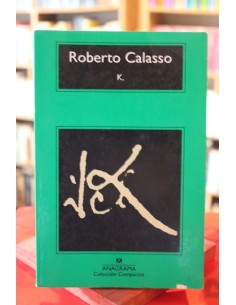 Roberto Calasso
K.
K
ANAGRAMA
Colección Compactos